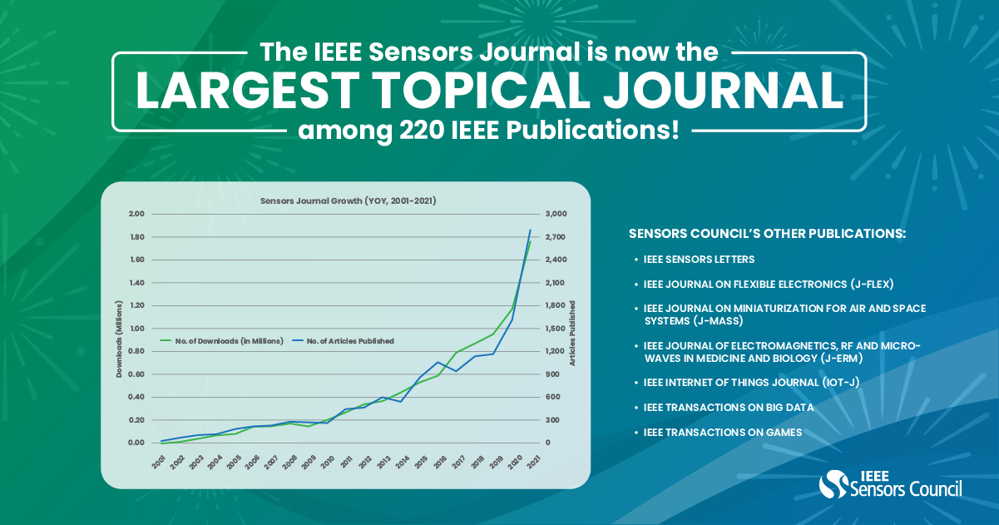 The IEEE Sensors Journal is now the
LARGEST TOPICAL JOURNAL
among 220 IEEE Publications!
Sensors Journal Growth (YOY, 2001-2021)
2.00 3,000
1.80 2,700
1.60 2,400
1.40 2,100
1.20 1,800
1.00 1,500
0.80 1,200
0.60 900
0.40 600
0.20 300
0.00 0
Downloads (Millions)
Articles Published
No. of Downloads (in Millions) No. of Articles Published
2001 2002 2003 2004 2005 2006 2007 2008 2009 2010 2011 2012 2013 2014 2015 2016 2017 2018 2019 2020 2021
SENSORS COUNCIL'S OTHER PUBLICATIONS:
• IEEE SENSORS LETTERS
• IEEE JOURNAL ON FLEXIBLE ELECTRONICS (J-FLEX)
• IEEE JOURNAL ON MINIATURIZATION FOR AIR AND SPACE
SYSTEMS (J-MASS)
• IEEE JOURNAL OF ELECTROMAGNETICS, RF AND MICRO-
WAVES IN MEDICINE AND BIOLOGY (J-ERM)
• IEEE INTERNET OF THINGS JOURNAL (IOT-J)
• IEEE TRANSACTIONS ON BIG DATA
• IEEE TRANSACTIONS ON GAMES
IEEE
Sensors Council